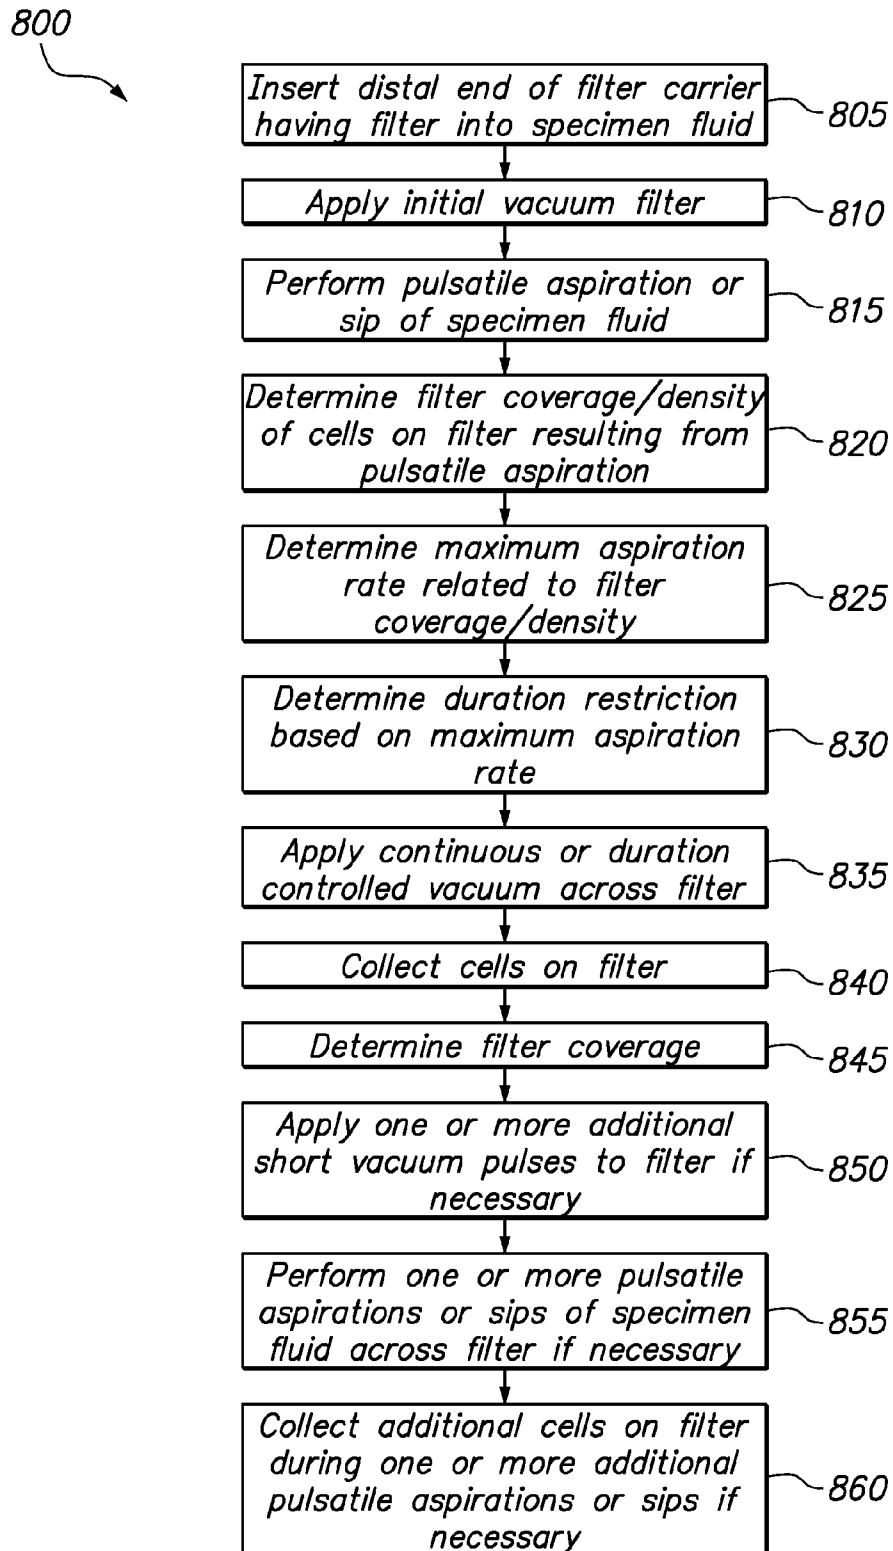 800
Insert distal end of filter carrier
having filter into specimen fluid
805
Apply initial vacuum filter
810
Perform pulsatile aspiration or
sip of specimen fluid
815
Determine filter coverage/density
of cells on filter resulting from
pulsatile aspiration
820
Determine maximum aspiration
rate related to filter
coverage/density
825
Determine duration restriction
based on maximum aspiration
rate
830
Apply continuous or duration
controlled vacuum across filter
835
Collect cells on filter
840
Determine filter coverage
845
Apply one or more additional
short vacuum pulses to filter if
necessary
850
Perform one or more pulsatile
aspirations or sips of specimen
fluid across filter if necessary
855
Collect additional cells on filter
during one or more additional
pulsatile aspirations or sips if
necessary
860